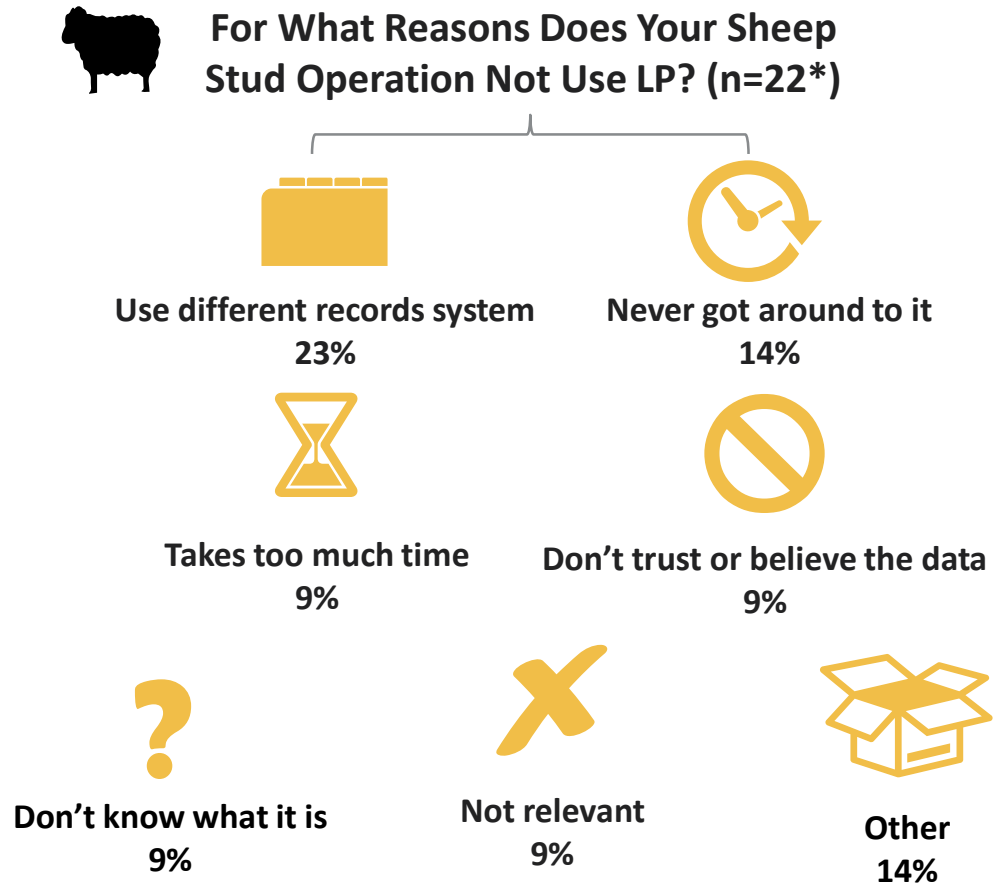 For What Reasons Does Your Sheep
Stud Operation Not Use LP? (n=22*)
Use different records system
23%
Never got around to it
14%
Takes too much time
9%
Don’t trust or believe the data
9%
Don’t know what it is
9%
Not relevant
9%
Other
14%